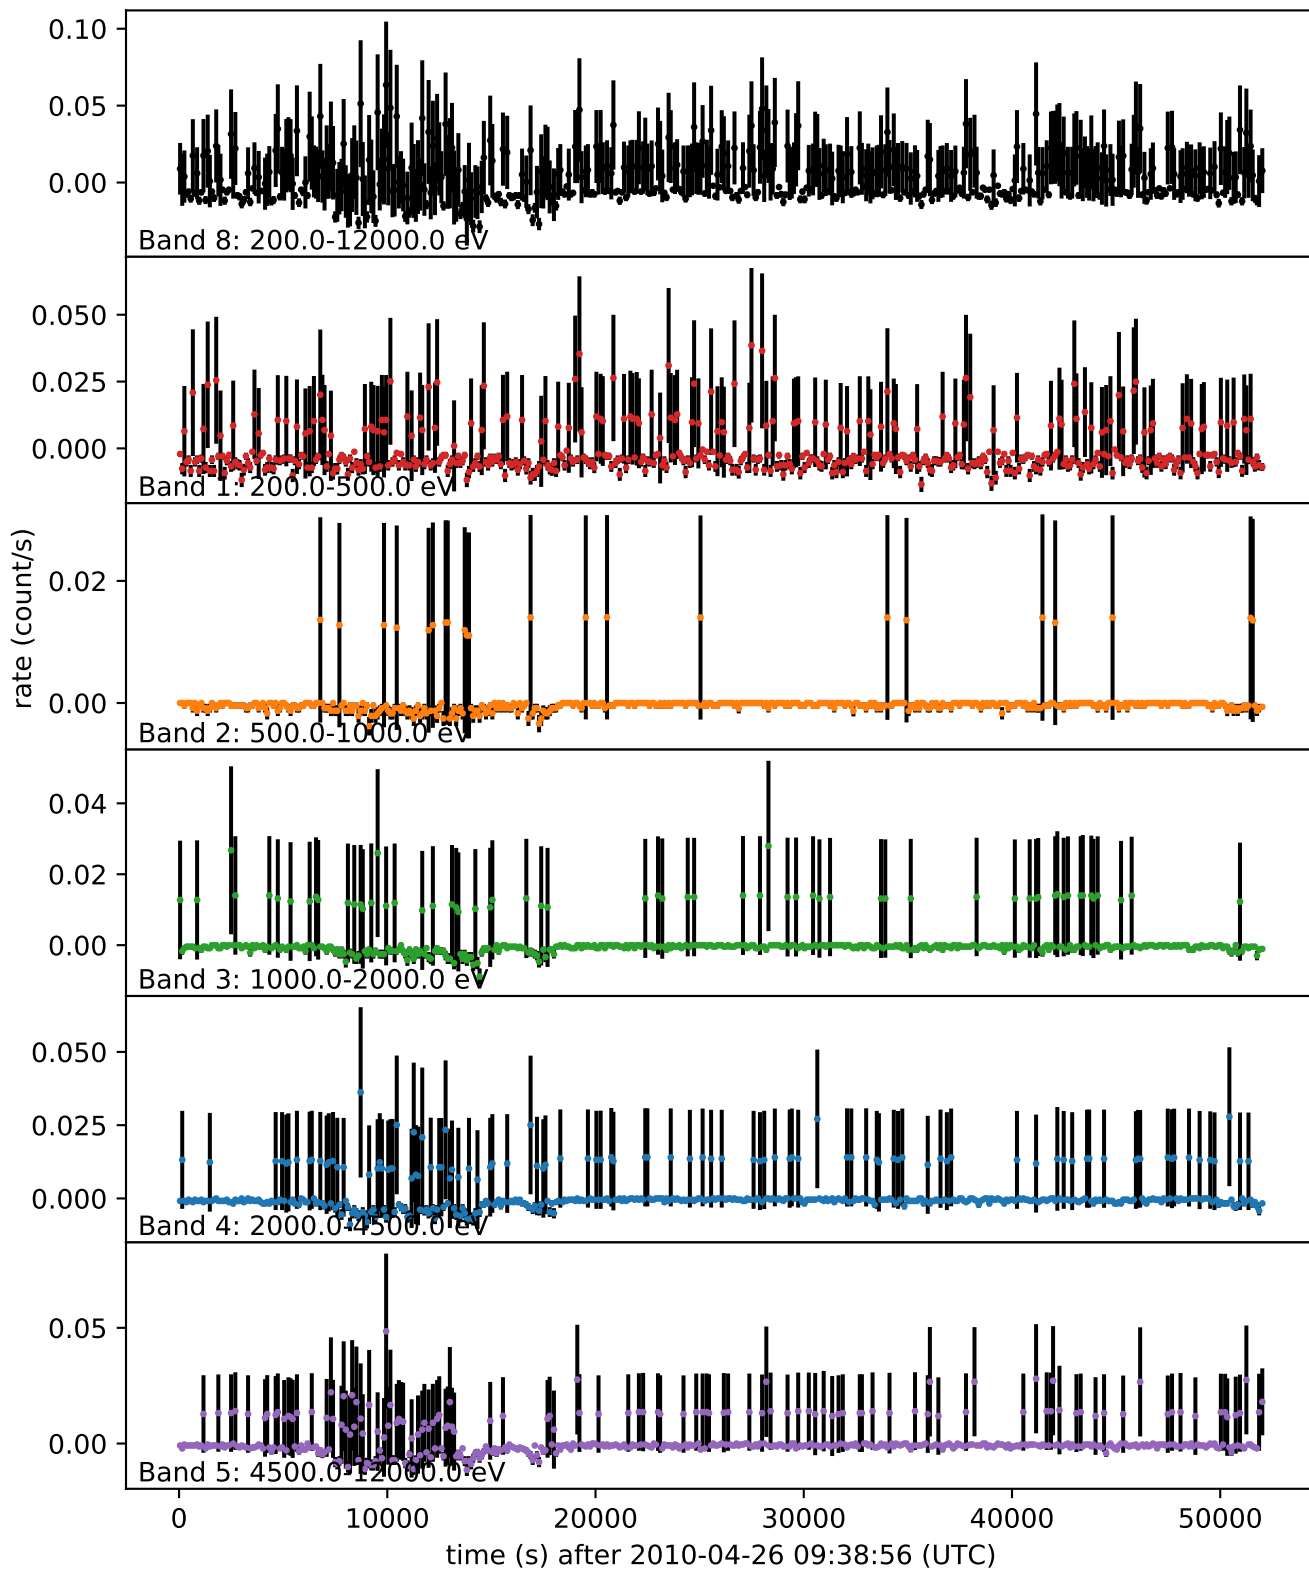 0.10
0.05
0.00
Band 8: 200.0-12000.0 eV
0.050
0.025
0.000
Band 1: 200.0-500.0 eV
0.02
0.00
Band 2: 500.0-1000.0 eV
rate (count/s)
0.04
0.02
0.00
Band 3: 1000.0-2000.0 eV
0.050
0.025
0.000
Band 4: 2000.0-4500.0 eV
0.05
0.00
Band 5: 4500.0-12000.0 eV
0 10000 20000 30000 40000 50000
time (s) after 2010-04-26 09:38:56 (UTC)